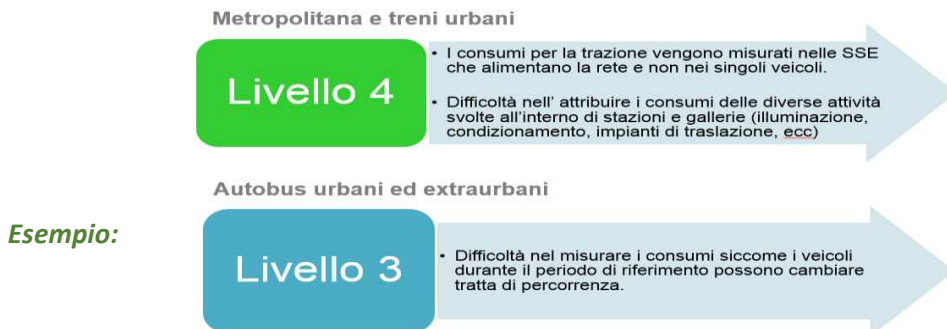 Metropolitana e treni urbani
Livello 4
• I consumi per la trazione vengono misurati nelle SSE
che alimentano la rete e non nei singoli veicoli.
• Difficoltà nell' attribuire i consumi delle diverse attività
svolte all'interno di stazioni e gallerie (illuminazione,
condizionamento, impianti di traslazione, ecc)
Autobus urbani ed extraurbani
Esempio:
Livello 3
• Difficoltà nel misurare i consumi siccome i veicoli
durante il periodo di riferimento possono cambiare
tratta di percorrenza.